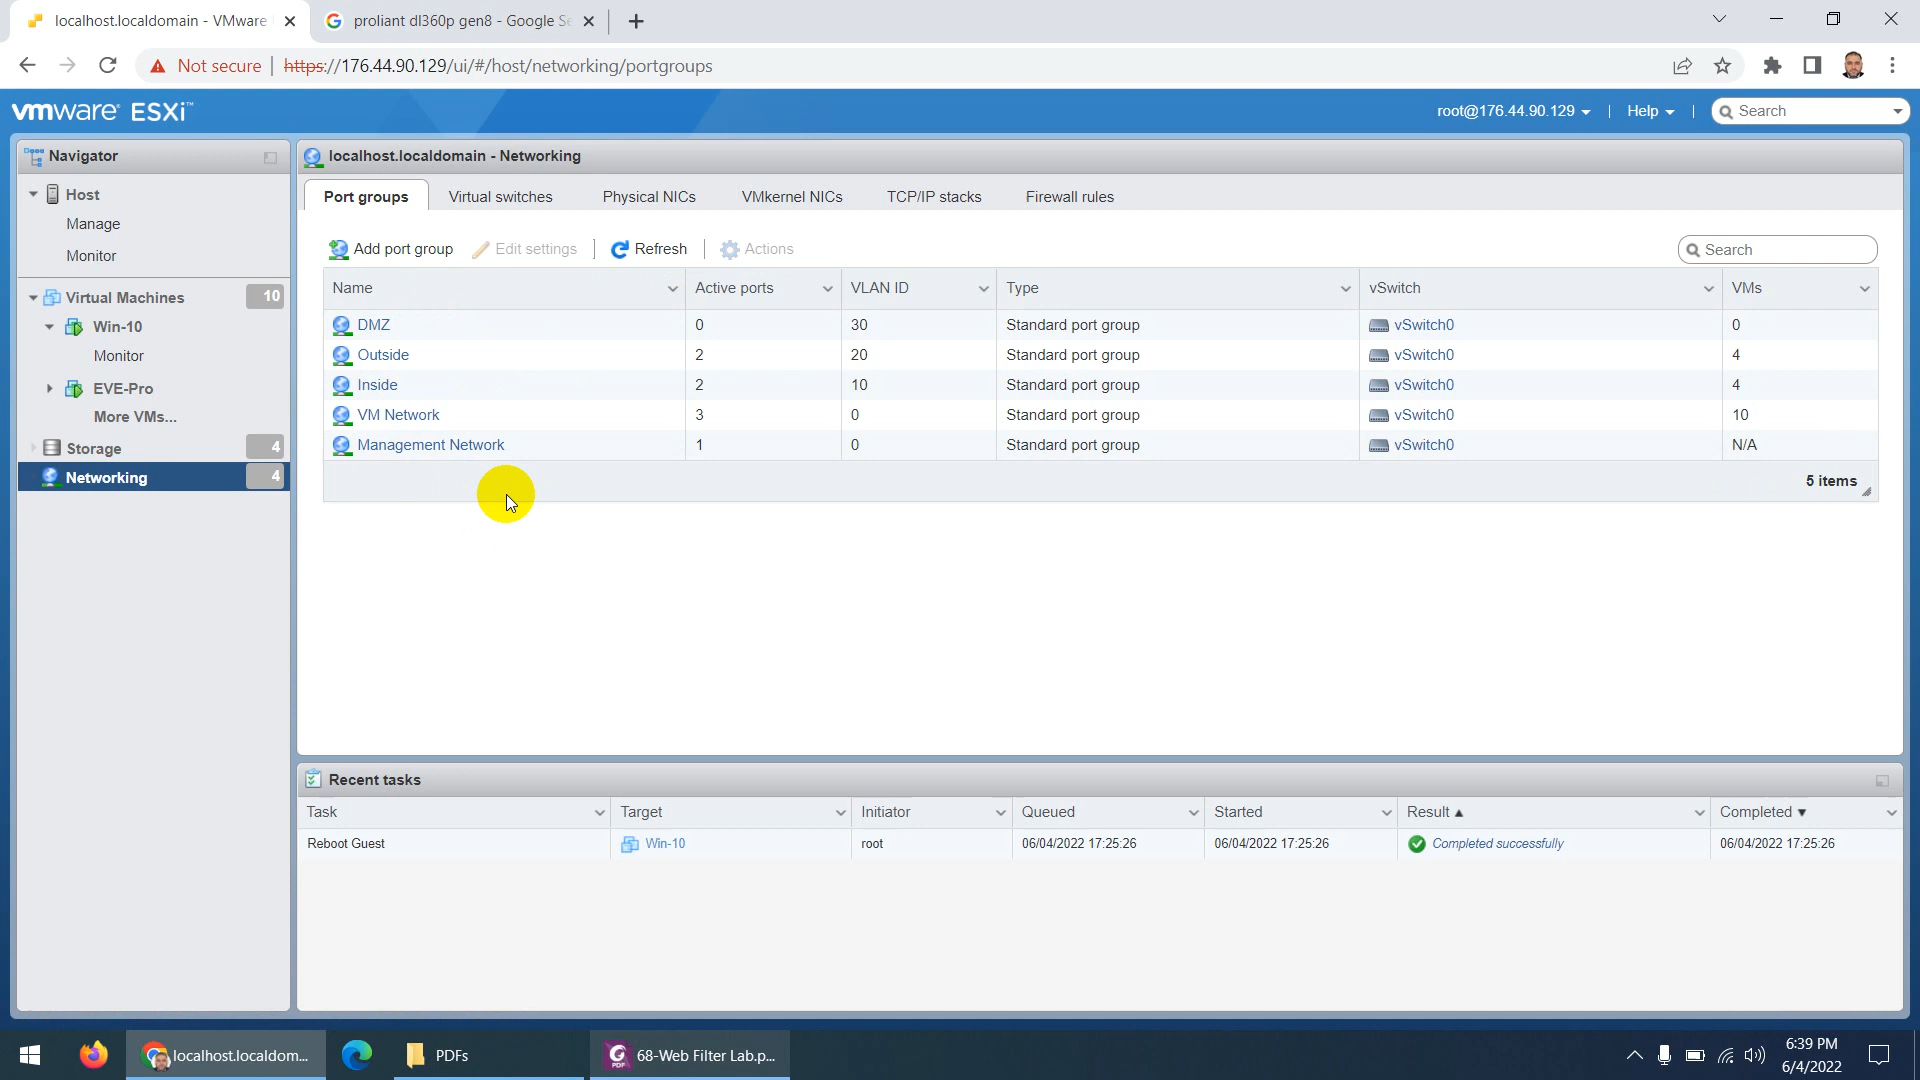 localhost.localdomain - VMware
proliant dl360p gen8 - Google Se
Not secure | https://176.44.90.129/ui/#/host/networking/portgroups
vmware ESXi™
root@176.44.90.129 | Help | Search
Navigator
Host
Manage
Monitor
Virtual Machines 10
Win-10
Monitor
EVE-Pro
More VMs...
Storage 4
Networking 4
localhost.localdomain - Networking
Port groups Virtual switches Physical NICs VMkernel NICs TCP/IP stacks Firewall rules
Add port group Edit settings | Refresh | Actions Search
Name Active ports VLAN ID Type vSwitch VMs
DMZ 0 30 Standard port group vSwitch0 0
Outside 2 20 Standard port group vSwitch0 4
Inside 2 10 Standard port group vSwitch0 4
VM Network 3 0 Standard port group vSwitch0 10
Management Network 1 0 Standard port group vSwitch0 N/A
5 items
Recent tasks
Task Target Initiator Queued Started Result Completed
Reboot Guest Win-10 root 06/04/2022 17:25:26 06/04/2022 17:25:26 Completed successfully 06/04/2022 17:25:26
localhost.localdom... PDFs PDF 68-Web Filter Lab.p...
6:39 PM
6/4/2022